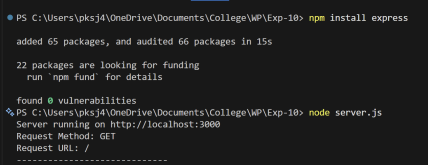 PS C:\Users\pksj4\OneDrive\Documents\College\WP\Exp-10> npm install express
added 65 packages, and audited 66 packages in 15s
22 packages are looking for funding
run `npm fund` for details
found 0 vulnerabilities
PS C:\Users\pksj4\OneDrive\Documents\College\WP\Exp-10> node server.js
Server running on http://localhost:3000
Request Method: GET
Request URL: /
-----------------------------